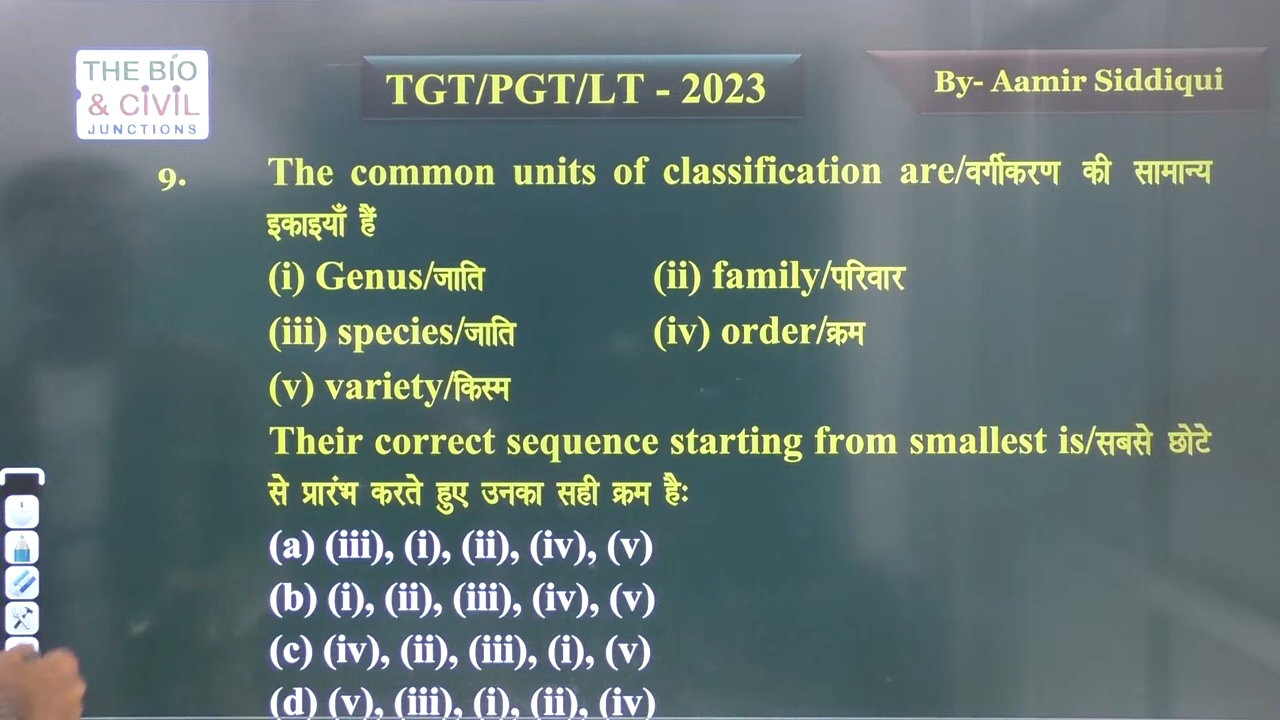 THE BIO
& CIVIL
JUNCTIONS
TGT/PGT/LT - 2023
By- Aamir Siddiqui
9. The common units of classification are/वर्गीकरण की सामान्य
इकाइयाँ हैं
(i) Genus/जाति (ii) family/परिवार
(iii) species/जाति (iv) order/क्रम
(v) variety/किस्म
Their correct sequence starting from smallest is/सबसे छोटे
से प्रारंभ करते हुए उनका सही क्रम हैः
(a) (iii), (i), (ii), (iv), (v)
(b) (i), (ii), (iii), (iv), (v)
(c) (iv), (ii), (iii), (i), (v)
(d) (v), (iii), (i), (ii), (iv)